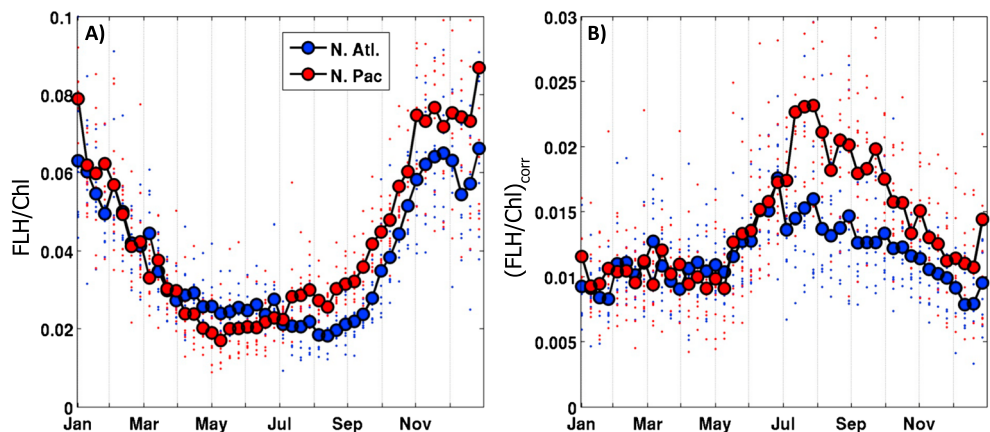 A)
N. Atl.
N. Pac
FLH/Chl
0.1
0.08
0.06
0.04
0.02
0
Jan
Mar
May
Jul
Sep
Nov
B)
(FLH/Chl)corr
0.03
0.025
0.02
0.015
0.01
0.005
0
Jan
Mar
May
Jul
Sep
Nov